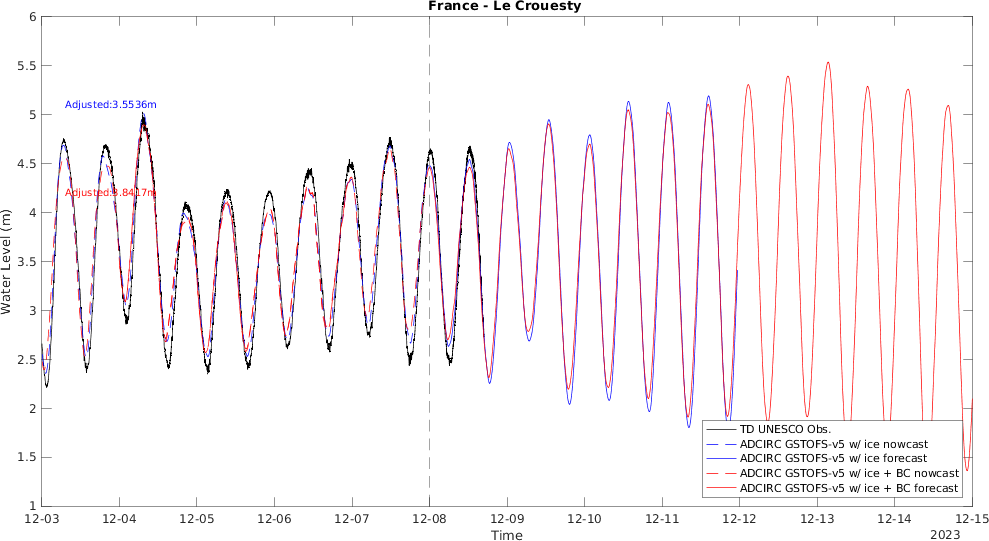 France - Le Crouesty
6
5.5
5
4.5
4
3.5
3
2.5
2
1.5
1
Water Level (m)
Adjusted:3.5536m
Adjusted:3.8417m
TD UNESCO Obs.
ADCIRC GSTOFS-v5 w/ ice nowcast
ADCIRC GSTOFS-v5 w/ ice forecast
ADCIRC GSTOFS-v5 w/ ice + BC nowcast
ADCIRC GSTOFS-v5 w/ ice + BC forecast
12-03 12-04 12-05 12-06 12-07 12-08 12-09 12-10 12-11 12-12 12-13 12-14 12-15
Time
2023